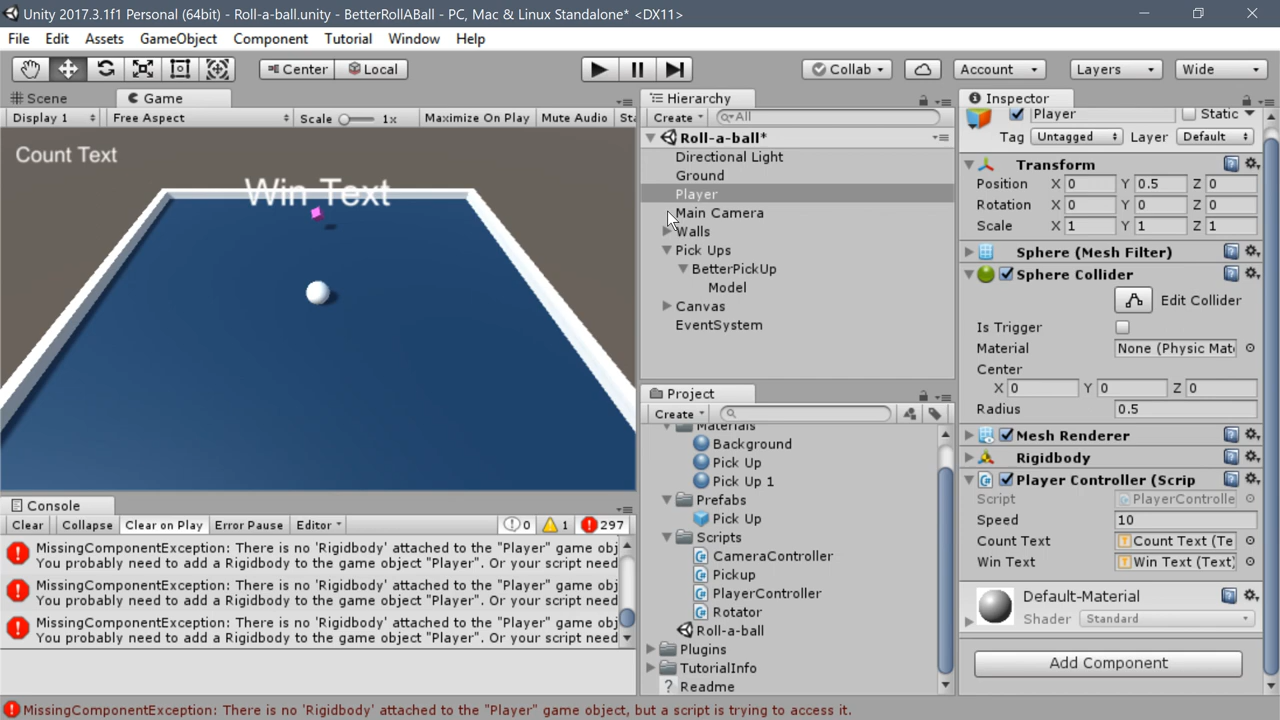 Unity 2017.3.1f1 Personal (64bit) - Roll-a-ball.unity - BetterRollABall - PC, Mac & Linux Standalone* <DX11>
File Edit Assets GameObject Component Tutorial Window Help
Center Local Collab Account Layers Wide
Scene Game
Display 1 Free Aspect Scale 1x Maximize On Play Mute Audio Sta
Count Text
Win Text
Console
Clear Collapse Clear on Play Error Pause Editor 0 1 297
MissingComponentException: There is no 'Rigidbody' attached to the "Player" game obj
You probably need to add a Rigidbody to the game object "Player". Or your script need
MissingComponentException: There is no 'Rigidbody' attached to the "Player" game obj
You probably need to add a Rigidbody to the game object "Player". Or your script need
MissingComponentException: There is no 'Rigidbody' attached to the "Player" game obj
You probably need to add a Rigidbody to the game object "Player". Or your script need
Hierarchy
Create All
Roll-a-ball*
Directional Light
Ground
Player
Main Camera
Walls
Pick Ups
BetterPickUp
Model
Canvas
EventSystem
Project
Create
Materials
Background
Pick Up
Pick Up 1
Prefabs
Pick Up
Scripts
CameraController
Pickup
PlayerController
Rotator
Roll-a-ball
Plugins
TutorialInfo
Readme
Inspector
Player Static
Tag Untagged Layer Default
Transform
Position X 0 Y 0.5 Z 0
Rotation X 0 Y 0 Z 0
Scale X 1 Y 1 Z 1
Sphere (Mesh Filter)
Sphere Collider
Edit Collider
Is Trigger
Material None (Physic Mat
Center
X 0 Y 0 Z 0
Radius 0.5
Mesh Renderer
Rigidbody
Player Controller (Scrip
Script PlayerControlle
Speed 10
Count Text Count Text (Te
Win Text Win Text (Text)
Default-Material
Shader Standard
Add Component
MissingComponentException: There is no 'Rigidbody' attached to the "Player" game object, but a script is trying to access it.